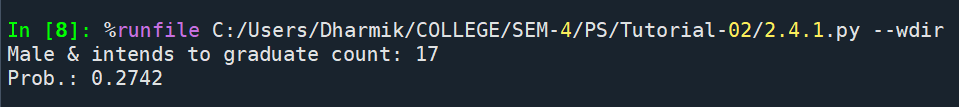 In [8]: %runfile C:/Users/Dharmik/COLLEGE/SEM-4/PS/Tutorial-02/2.4.1.py --wdir
Male & intends to graduate count: 17
Prob.: 0.2742